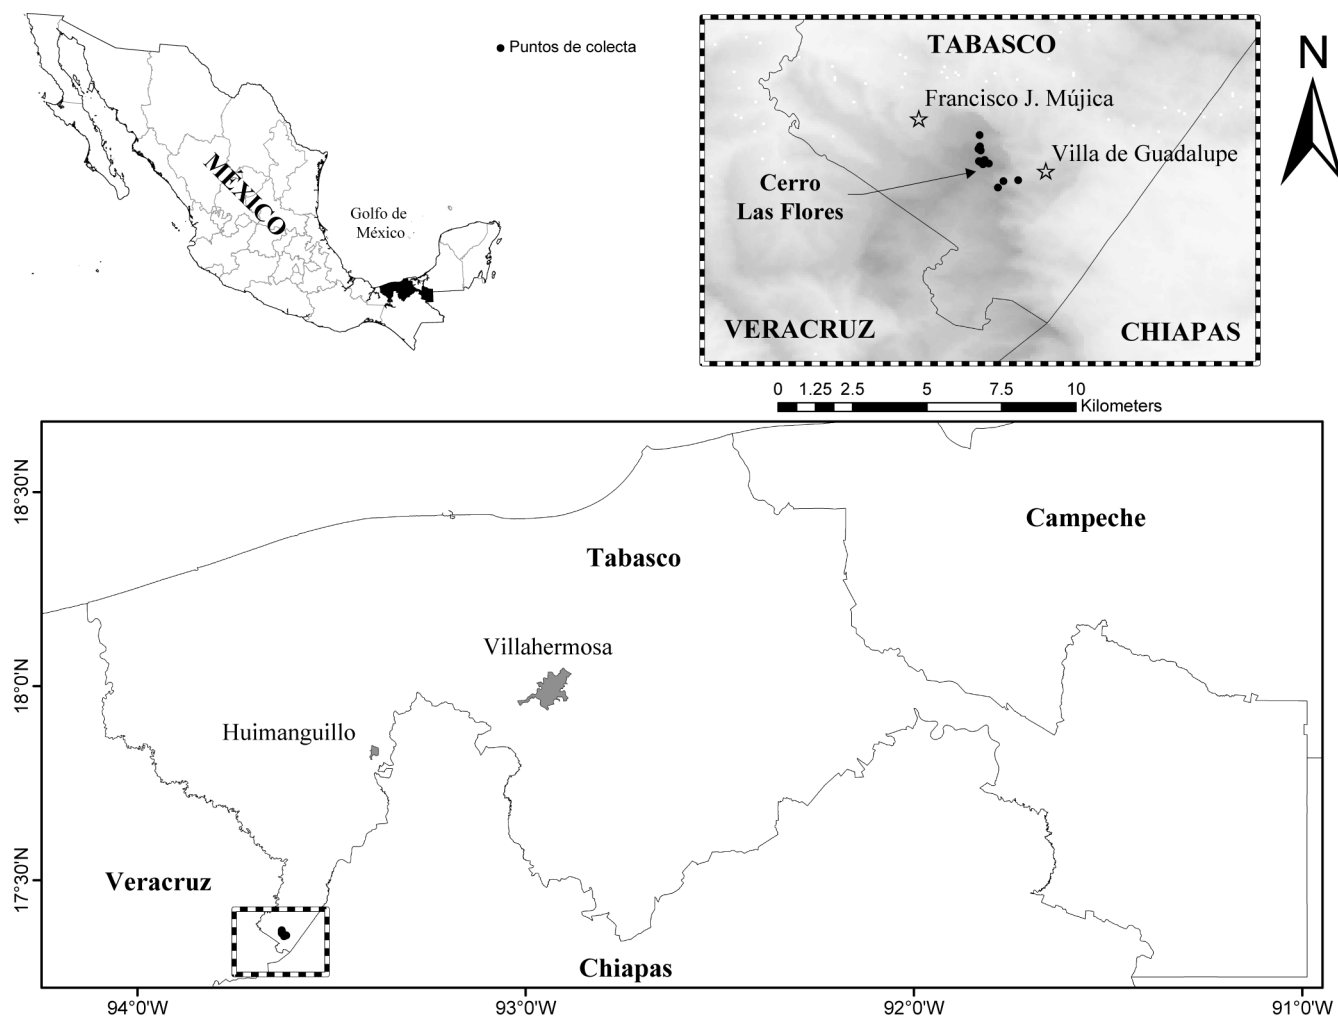 Puntos de colecta
MÉXICO
Golfo de
México
TABASCO
Francisco J. Mújica
Villa de Guadalupe
Cerro
Las Flores
VERACRUZ
CHIAPAS
N
0 1.25 2.5 5 7.5 10
Kilometers
18°30'N
18°0'N
17°30'N
Campeche
Tabasco
Villahermosa
Huimanguillo
Veracruz
Chiapas
94°0'W 93°0'W 92°0'W 91°0'W